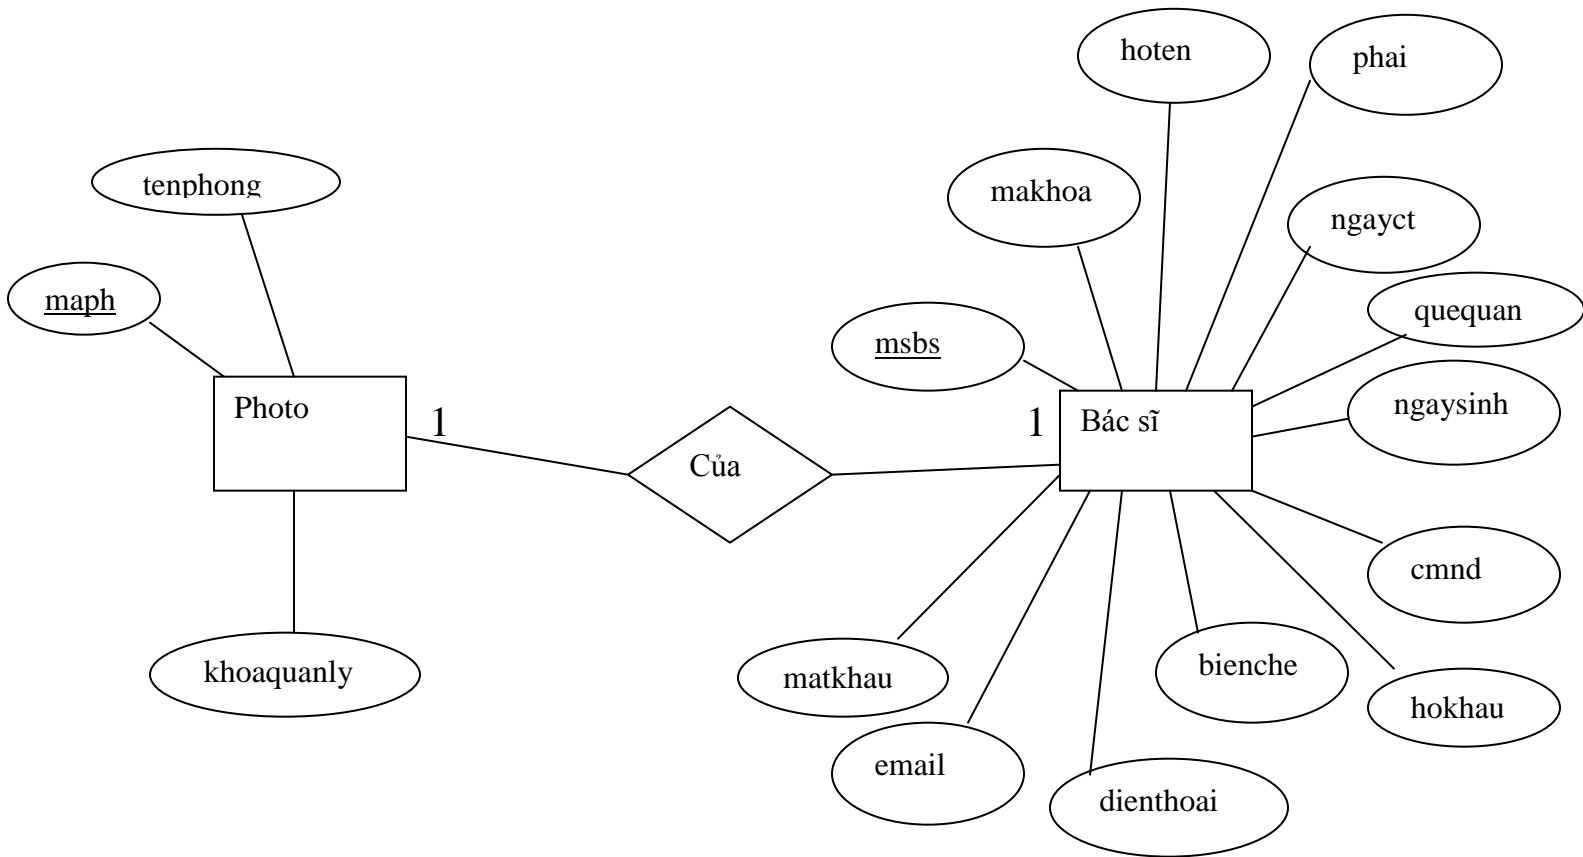 hoten
phai
tenphong
makhoa
ngayct
maph
quequan
msbs
ngaysinh
Photo
1
1
Bác sĩ
Của
cmnd
khoaquanly
matkhau
bienche
hokhau
email
dienthoai